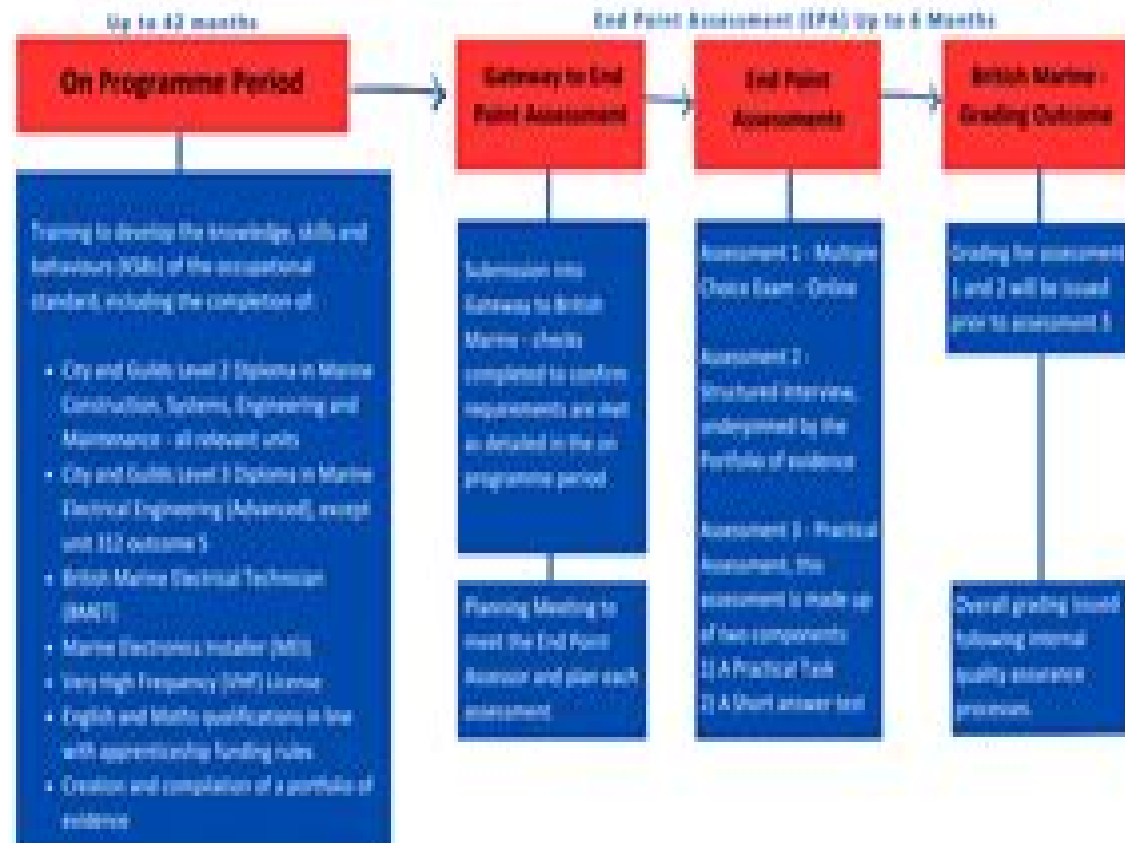 Up to 42 months
End Point Assessment (EPA) Up to 6 Months
On Programme Period
Gateway to End
Point Assessment
End Point
Assessments
British Marine -
Grading Outcome
Training to develop the knowledge, skills and
behaviours (KSBs) of the occupational
standard, including the completion of:
• City and Guilds Level 2 Diploma in Marine
Construction, Systems, Engineering and
Maintenance - all relevant units
• City and Guilds Level 3 Diploma in Marine
Electrical Engineering (Advanced), except
unit 312 outcome 5
• British Marine Electrical Technician
(BMET)
• Marine Electronics Installer (MEI)
• Very High Frequency (VHF) License
• English and Maths qualifications in line
with apprenticeship funding rules
• Creation and compilation of a portfolio of
evidence
Submission into
Gateway to British
Marine - checks
completed to confirm
requirements are met
as detailed in the on
programme period
Planning Meeting to
meet the End Point
Assessor and plan each
assessment
Assessment 1 - Multiple
Choice Exam - Online
Assessment 2 -
Structured Interview,
underpinned by the
Portfolio of evidence
Assessment 3 - Practical
Assessment, this
assessment is made up
of two components
1) A Practical Task
2) A Short answer test
Grading for assessment
1 and 2 will be issued
prior to assessment 3
Overall grading issued
following internal
quality assurance
processes.